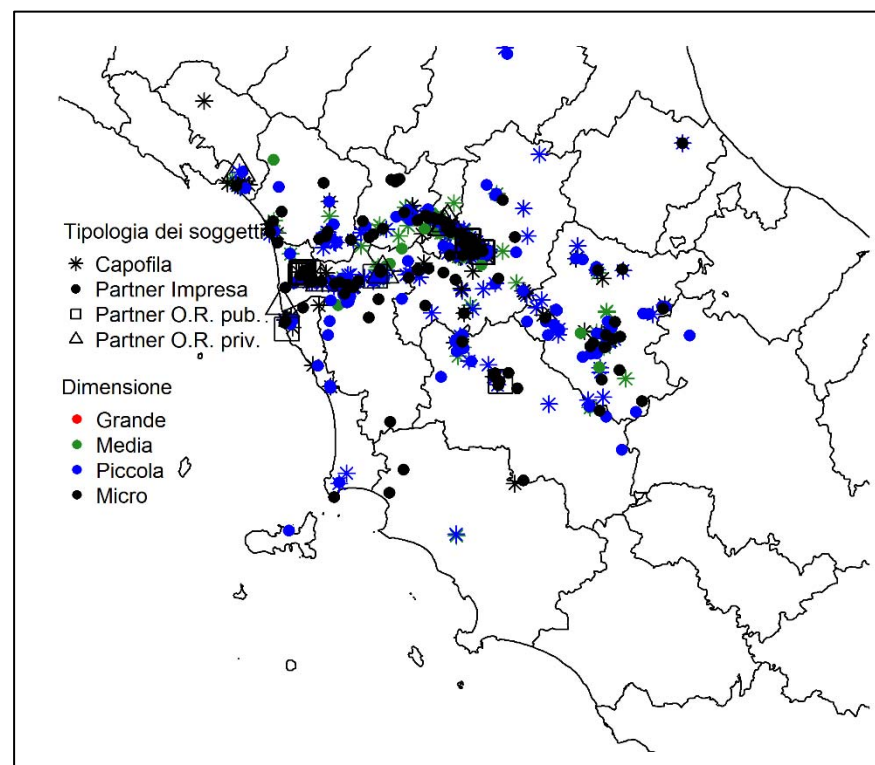 Tipologia dei soggetti
Capofila
Partner Impresa
Partner O.R. pub.
Partner O.R. priv.
Dimensione
Grande
Media
Piccola
Micro